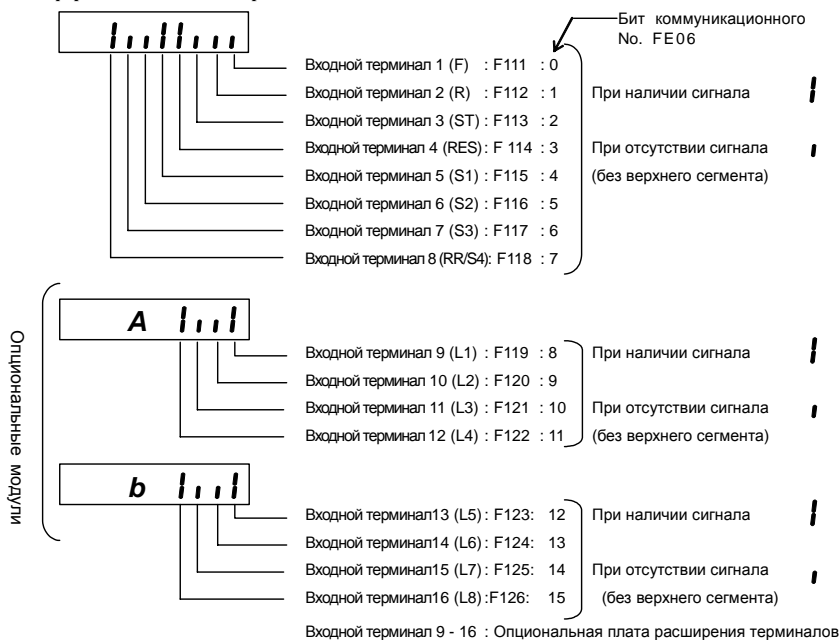 Бит коммуникационного
No. FE06
Входной терминал 1 (F) : F111 : 0
Входной терминал 2 (R) : F112 : 1 При наличии сигнала
Входной терминал 3 (ST) : F113 : 2
Входной терминал 4 (RES): F 114 : 3 При отсутствии сигнала
Входной терминал 5 (S1) : F115 : 4 (без верхнего сегмента)
Входной терминал 6 (S2) : F116 : 5
Входной терминал 7 (S3) : F117 : 6
Входной терминал 8 (RR/S4): F118 : 7
Опциональные модули
A
Входной терминал 9 (L1) : F119 : 8 При наличии сигнала
Входной терминал 10 (L2) : F120 : 9
Входной терминал 11 (L3) : F121 : 10 При отсутствии сигнала
Входной терминал 12 (L4) : F122 : 11 (без верхнего сегмента)
b
Входной терминал13 (L5) : F123: 12 При наличии сигнала
Входной терминал14 (L6) : F124: 13
Входной терминал15 (L7) : F125: 14 При отсутствии сигнала
Входной терминал16 (L8) :F126: 15 (без верхнего сегмента)
Входной терминал 9 - 16 : Опциональная плата расширения терминалов